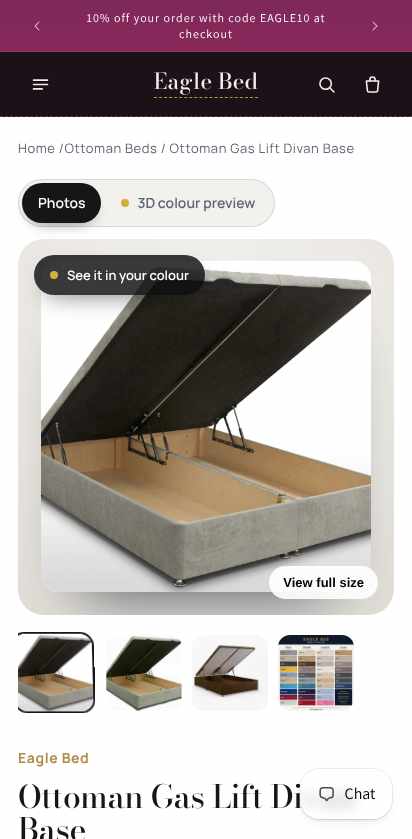 10% off your order with code EAGLE10 at
checkout
Eagle Bed
Home /Ottoman Beds / Ottoman Gas Lift Divan Base
Photos
3D colour preview
See it in your colour
View full size
Eagle Bed
Ottoman Gas Lift Di
Chat
Base